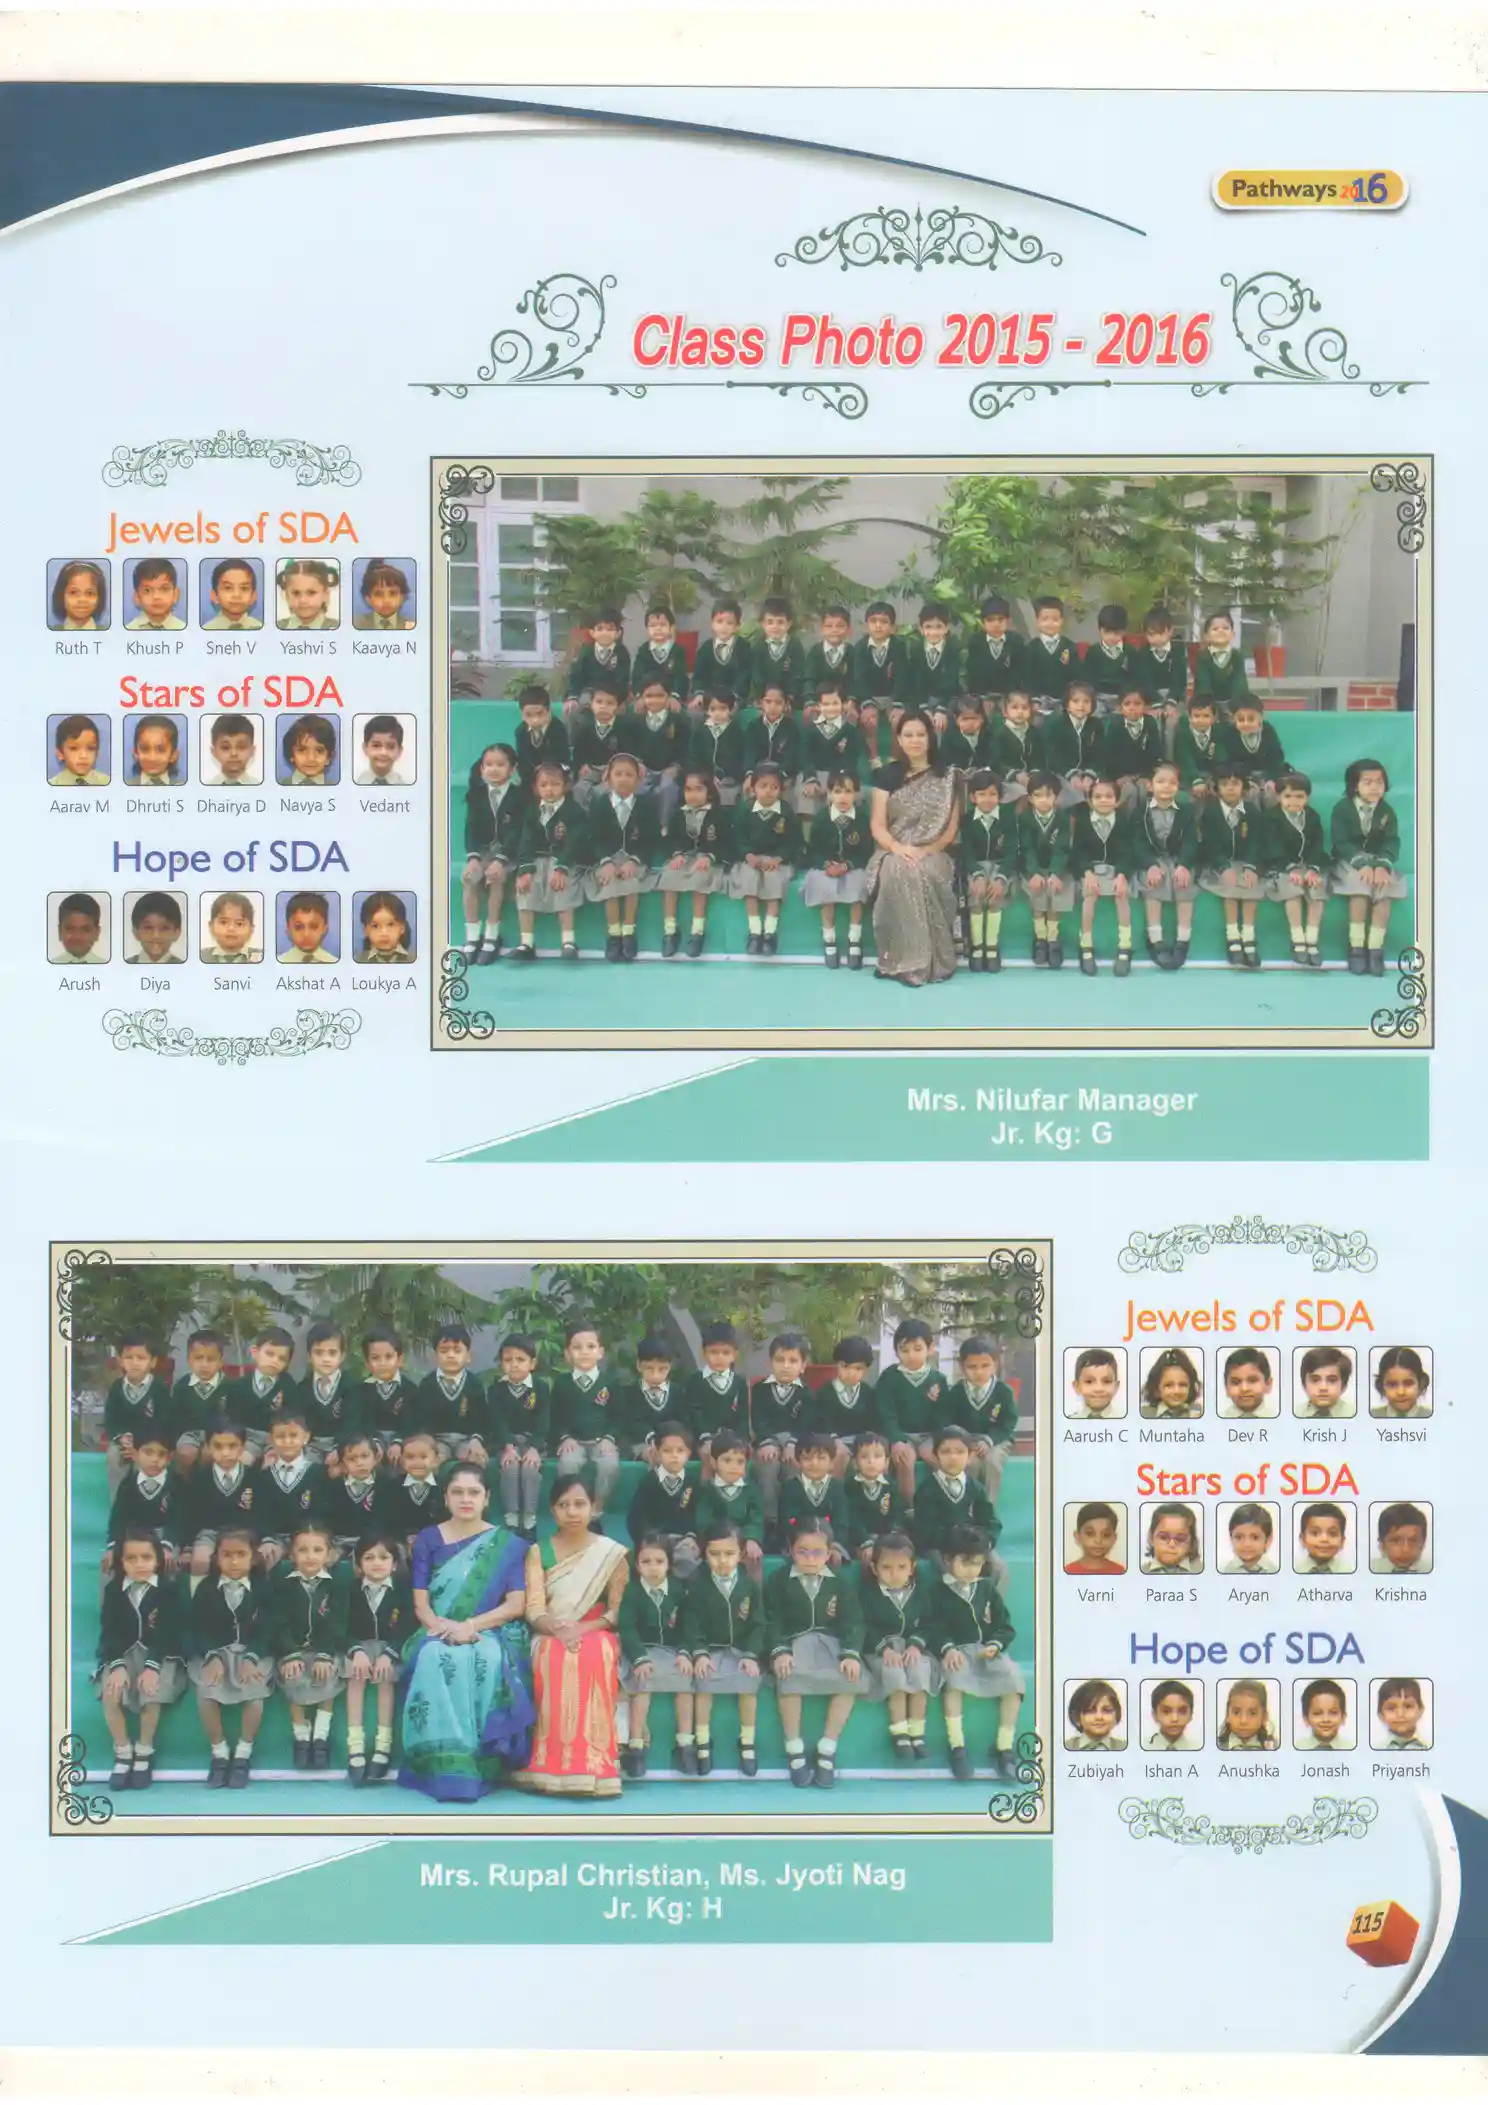 Pathways 2016
Class Photo 2015 - 2016
Jewels of SDA
Ruth T Khush P Sneh V Yashvi S Kaavya N
Stars of SDA
Aarav M Dhruti S Dhairya D Navya S Vedant
Hope of SDA
Arush Diya Sanvi Akshat A Loukya A
Mrs. Nilufar Manager
Jr. Kg: G
Jewels of SDA
Aarush C Muntaha Dev R Krish J Yashsvi
Stars of SDA
Varni Paraa S Aryan Atharva Krishna
Hope of SDA
Zubiyah Ishan A Anushka Jonash Priyansh
Mrs. Rupal Christian, Ms. Jyoti Nag
Jr. Kg: H
115